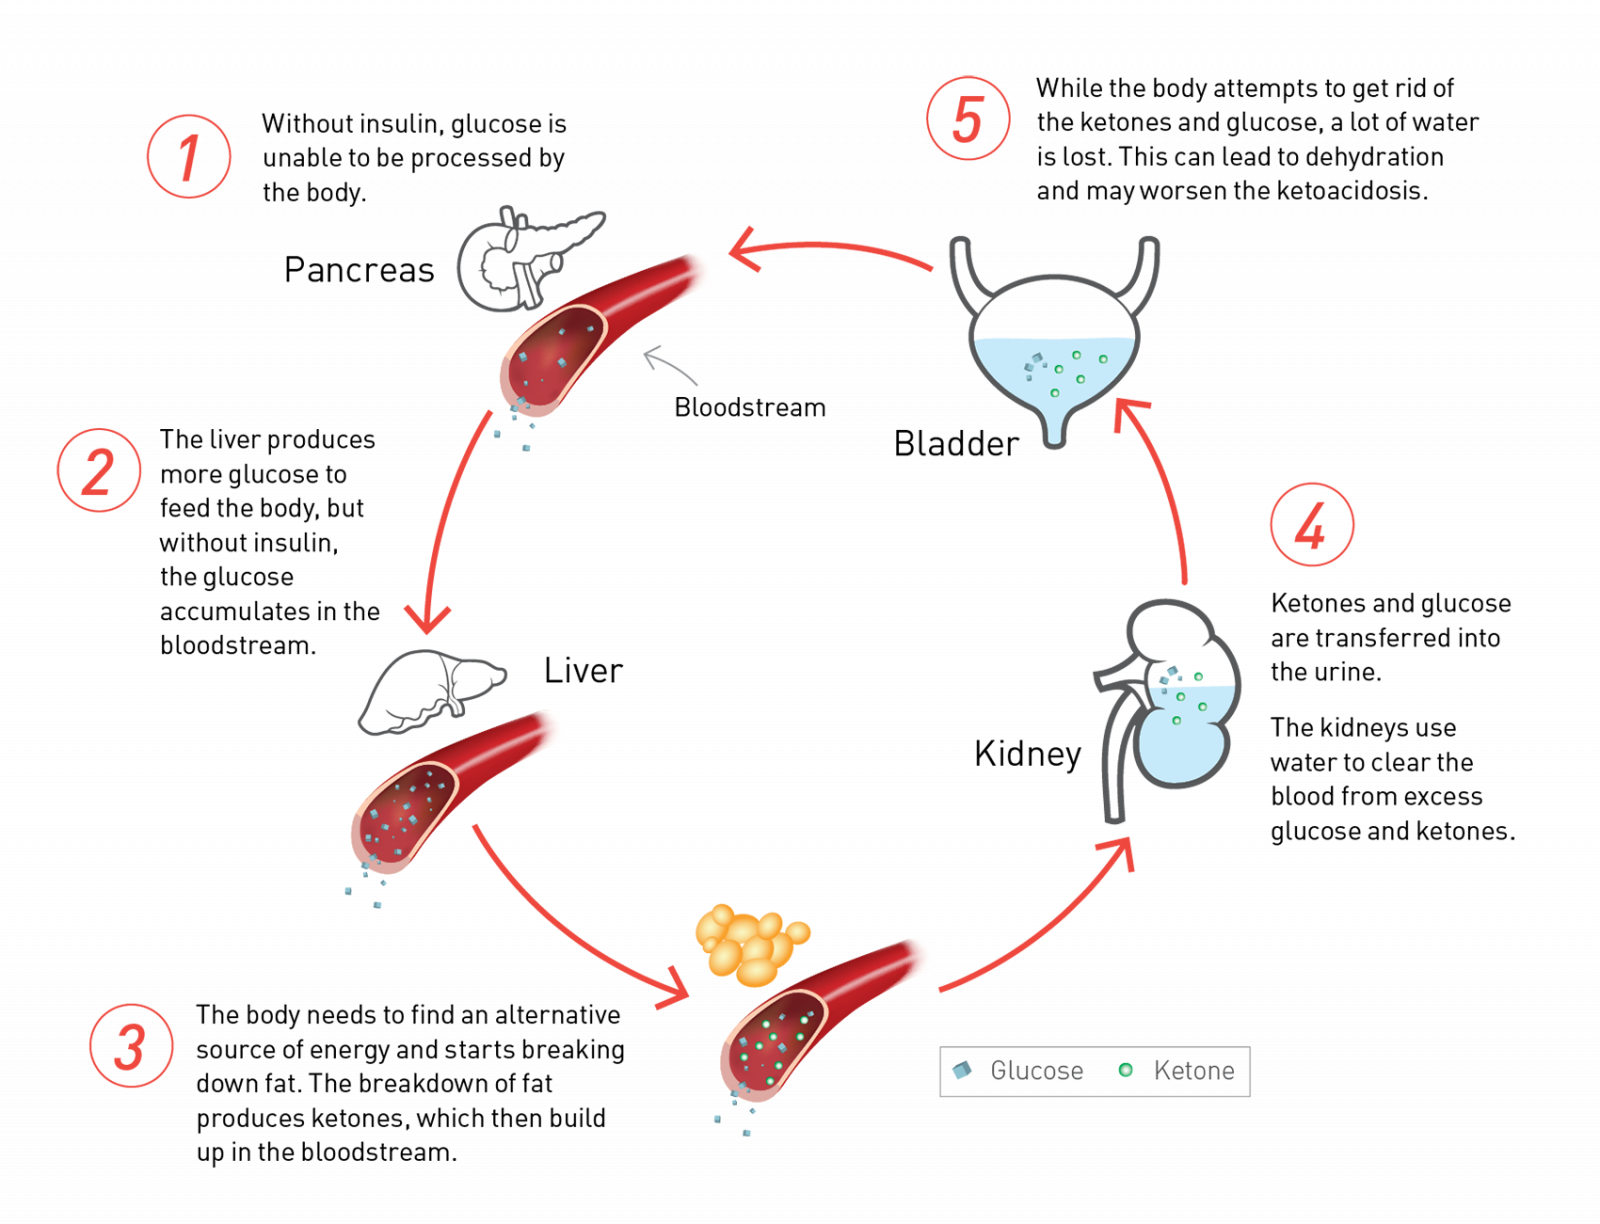 1
Without insulin, glucose is
unable to be processed by
the body.
Pancreas
Bloodstream
2
The liver produces
more glucose to
feed the body, but
without insulin,
the glucose
accumulates in the
bloodstream.
Liver
3
The body needs to find an alternative
source of energy and starts breaking
down fat. The breakdown of fat
produces ketones, which then build
up in the bloodstream.
4
Ketones and glucose
are transferred into
the urine.
The kidneys use
water to clear the
blood from excess
glucose and ketones.
Kidney
5
While the body attempts to get rid of
the ketones and glucose, a lot of water
is lost. This can lead to dehydration
and may worsen the ketoacidosis.
Bladder
Glucose
Ketone